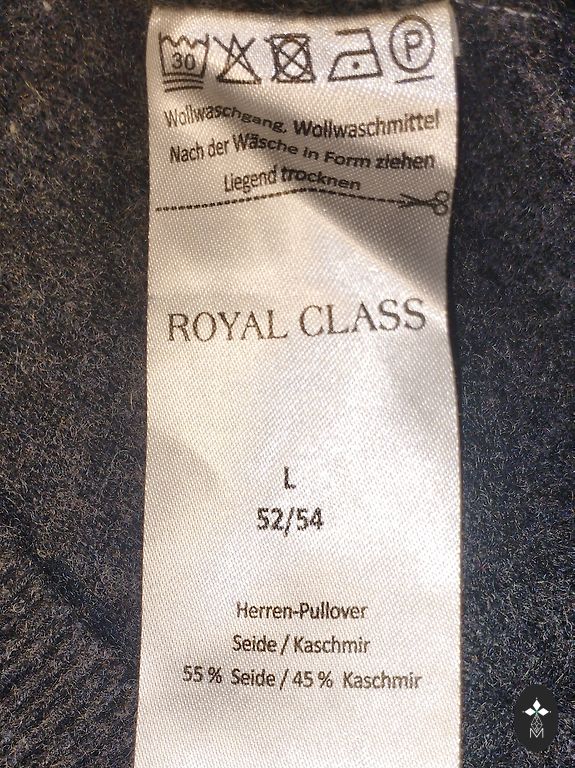 30
P
Wollwaschgang, Wollwaschmittel
Nach der Wäsche in Form ziehen
Liegend trocknen
ROYAL CLASS
L
52/54
Herren-Pullover
Seide / Kaschmir
55 % Seide / 45 % Kaschmir
M